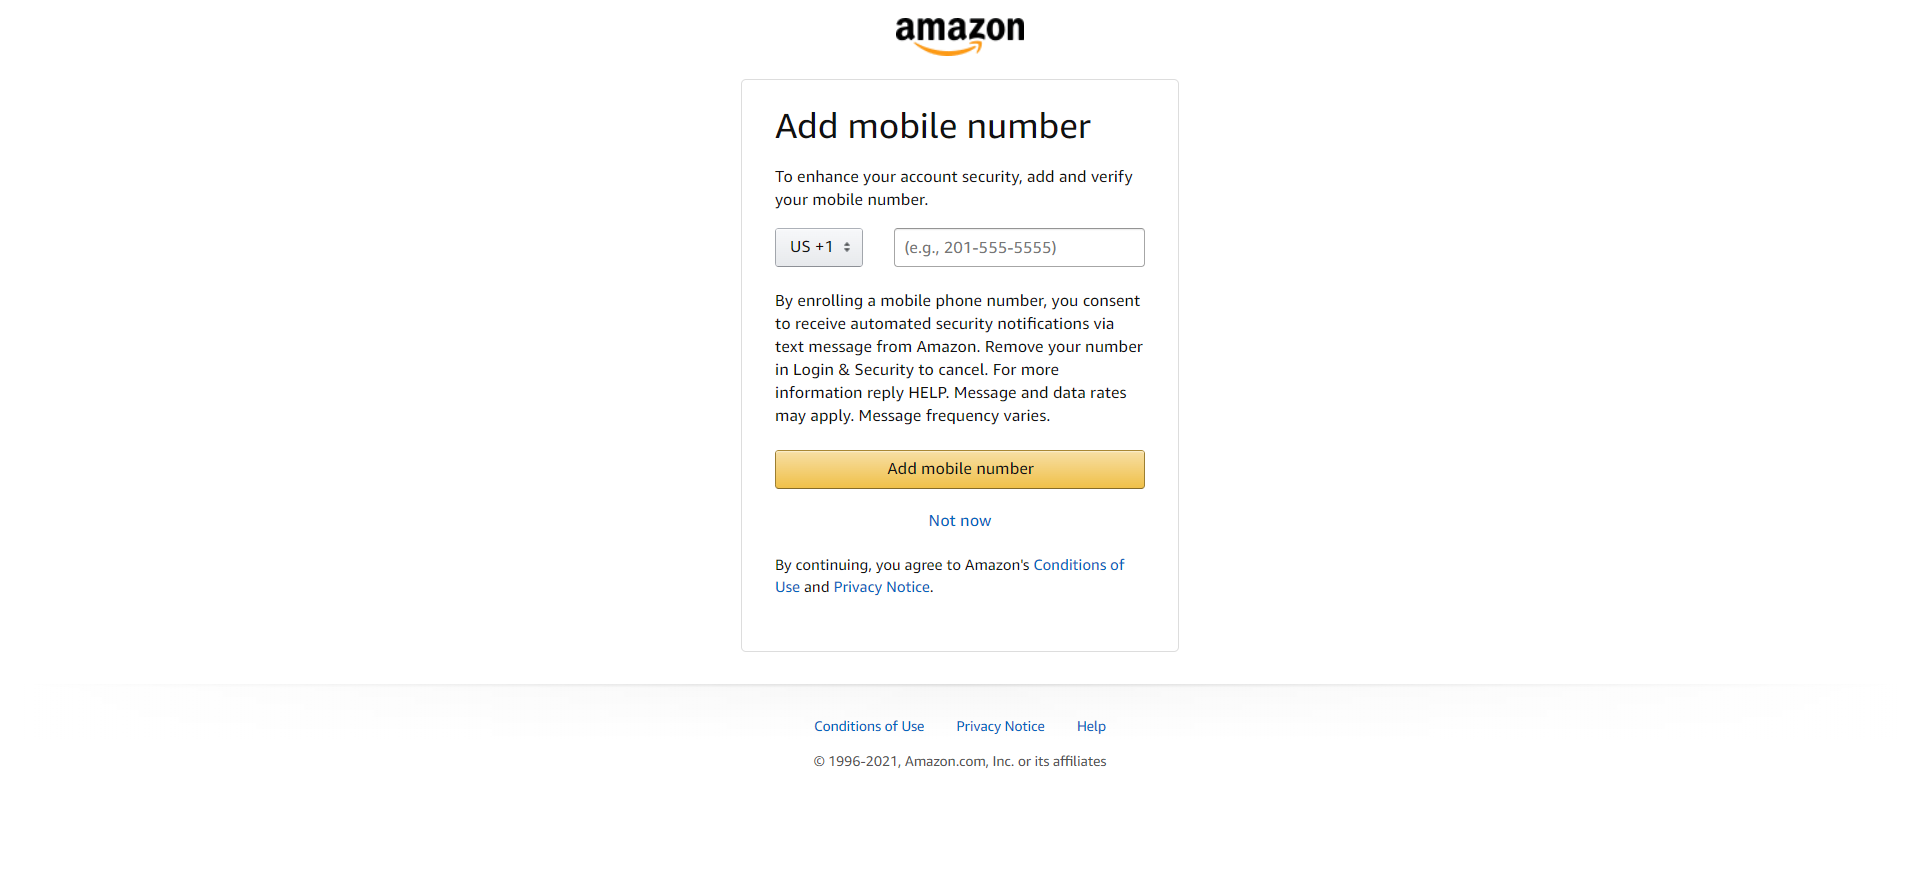 amazon
Add mobile number
To enhance your account security, add and verify
your mobile number.
US +1 (e.g., 201-555-5555)
By enrolling a mobile phone number, you consent
to receive automated security notifications via
text message from Amazon. Remove your number
in Login & Security to cancel. For more
information reply HELP. Message and data rates
may apply. Message frequency varies.
Add mobile number
Not now
By continuing, you agree to Amazon's Conditions of
Use and Privacy Notice.
Conditions of Use Privacy Notice Help
© 1996-2021, Amazon.com, Inc. or its affiliates